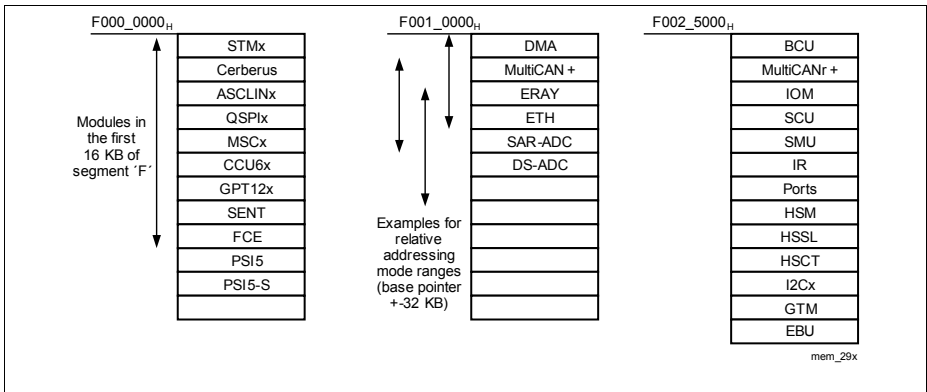 F000_0000H
STMx
Cerberus
ASCLINx
QSPIx
MSCx
CCU6x
GPT12x
SENT
FCE
PSI5
PSI5-S
Modules in
the first
16 KB of
segment ´F´
F001_0000H
DMA
MultiCAN +
ERAY
ETH
SAR-ADC
DS-ADC
Examples for
relative
addressing
mode ranges
(base pointer
+-32 KB)
F002_5000H
BCU
MultiCANr +
IOM
SCU
SMU
IR
Ports
HSM
HSSL
HSCT
I2Cx
GTM
EBU
mem_29x